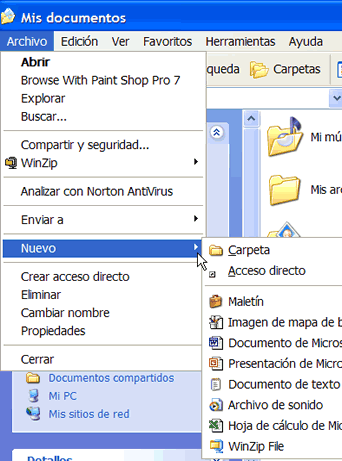 Mis documentos
Archivo Edición Ver Favoritos Herramientas Ayuda
queda Carpetas
Abrir
Browse With Paint Shop Pro 7
Explorar
Buscar...
Compartir y seguridad...
WinZip
Analizar con Norton AntiVirus
Enviar a
Nuevo
Crear acceso directo
Eliminar
Cambiar nombre
Propiedades
Cerrar
Mi mú
Mis arc
Carpeta
Acceso directo
Maletín
Imagen de mapa de b
Documento de Micros
Presentación de Micros
Documento de texto
Archivo de sonido
Hoja de cálculo de Mic
WinZip File
Documentos compartidos
Mi PC
Mis sitios de red
Detalles